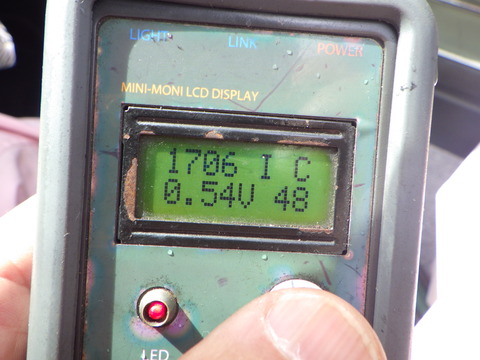 LIGHT LINK POWER
MINI-MONI LCD DISPLAY
1706 I C
0.54V 48
LED